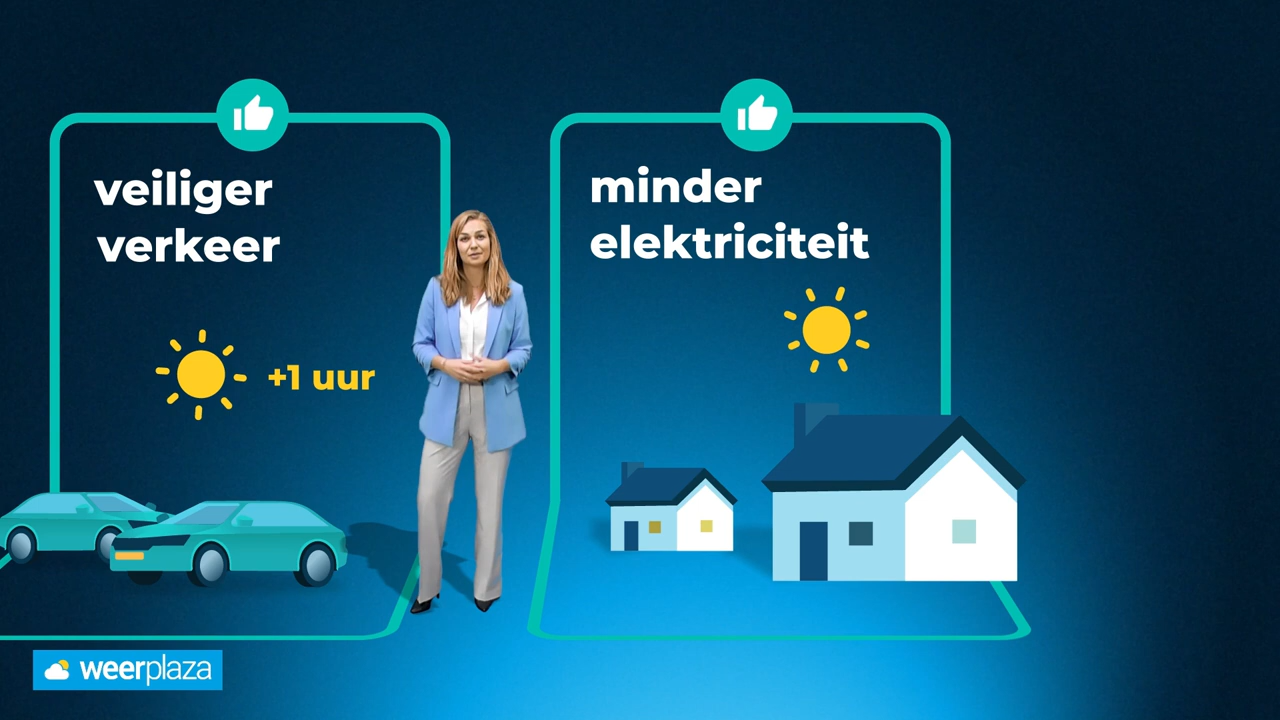 veiliger
verkeer
+1 uur
minder
elektriciteit
weerplaza